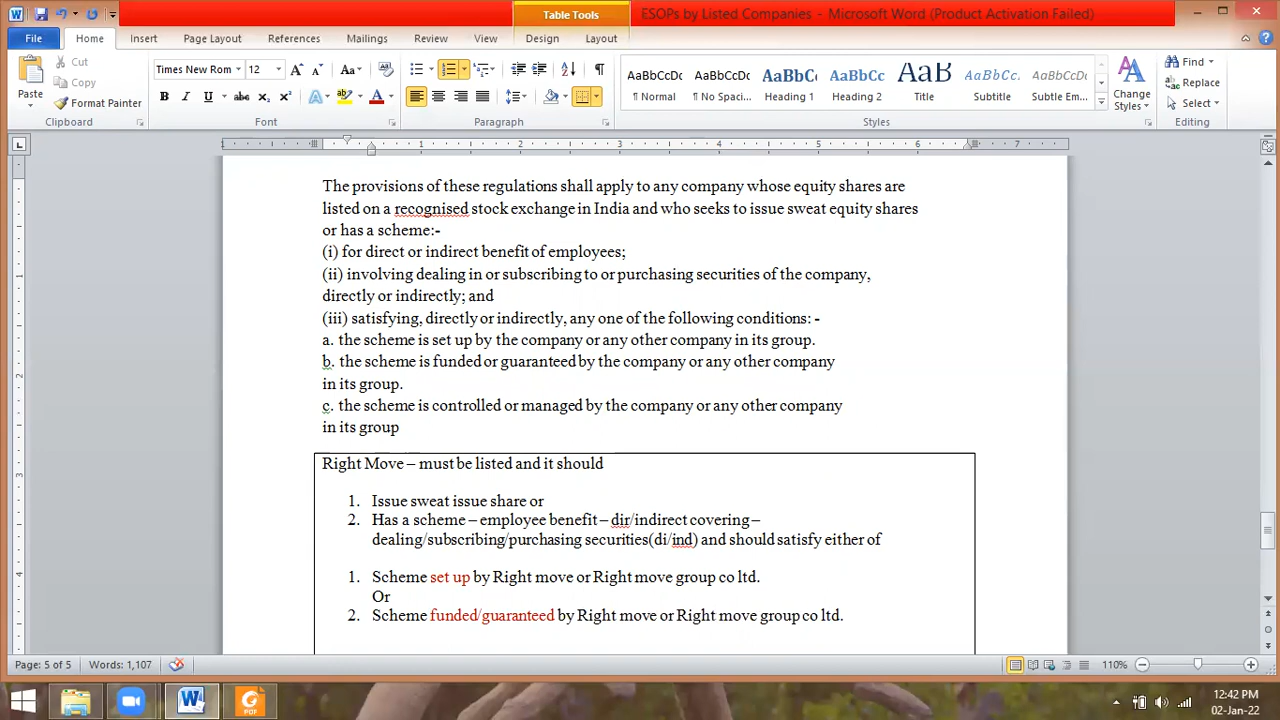 Table Tools
ESOPs by Listed Companies - Microsoft Word (Product Activation Failed)
File Home Insert Page Layout References Mailings Review View Design Layout
Paste
Cut
Copy
Format Painter
Clipboard
Times New Rom 12
Font
Paragraph
AaBbCcDc AaBbCcDc AaBbC AaBbCc AaB AaBbCc. AaBbCcDc
¶ Normal ¶ No Spaci... Heading 1 Heading 2 Title Subtitle Subtle Em...
Styles
Change
Styles
Find
Replace
Select
Editing
1 1 2 3 4 5 6 7
The provisions of these regulations shall apply to any company whose equity shares are
listed on a recognised stock exchange in India and who seeks to issue sweat equity shares
or has a scheme:-
(i) for direct or indirect benefit of employees;
(ii) involving dealing in or subscribing to or purchasing securities of the company,
directly or indirectly; and
(iii) satisfying, directly or indirectly, any one of the following conditions: -
a. the scheme is set up by the company or any other company in its group.
b. the scheme is funded or guaranteed by the company or any other company
in its group.
c. the scheme is controlled or managed by the company or any other company
in its group
Right Move – must be listed and it should
1. Issue sweat issue share or
2. Has a scheme – employee benefit – dir/indirect covering –
dealing/subscribing/purchasing securities(di/ind) and should satisfy either of
1. Scheme set up by Right move or Right move group co ltd.
Or
2. Scheme funded/guaranteed by Right move or Right move group co ltd.
Page: 5 of 5 Words: 1,107 110%
12:42 PM
02-Jan-22